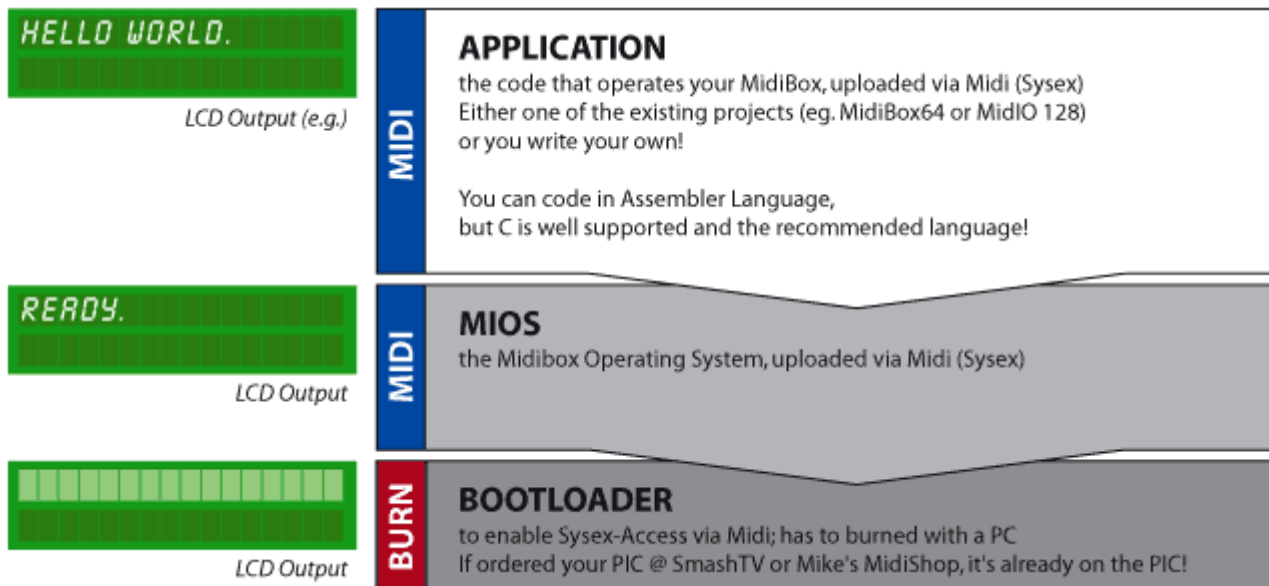 HELLO WORLD.
LCD Output (e.g.)
MIDI
APPLICATION
the code that operates your MidiBox, uploaded via Midi (Sysex)
Either one of the existing projects (eg. MidiBox64 or MidIO 128)
or you write your own!
You can code in Assembler Language,
but C is well supported and the recommended language!
READY.
LCD Output
MIDI
MIOS
the Midibox Operating System, uploaded via Midi (Sysex)
LCD Output
BURN
BOOTLOADER
to enable Sysex-Access via Midi; has to burned with a PC
If ordered your PIC @ SmashTV or Mike's MidiShop, it's already on the PIC!